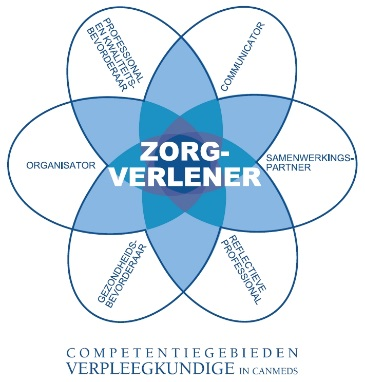 PROFESSIONAL
EN KWALITEITS-
BEVORDERAAR
COMMUNICATOR
ZORG-
VERLENER
ORGANISATOR
SAMENWERKINGS-
PARTNER
GEZONDHEIDS-
BEVORDERAAR
REFLECTIEVE
PROFESSIONAL
COMPETENTIEGEBIEDEN
VERPLEEGKUNDIGE IN CANMEDS